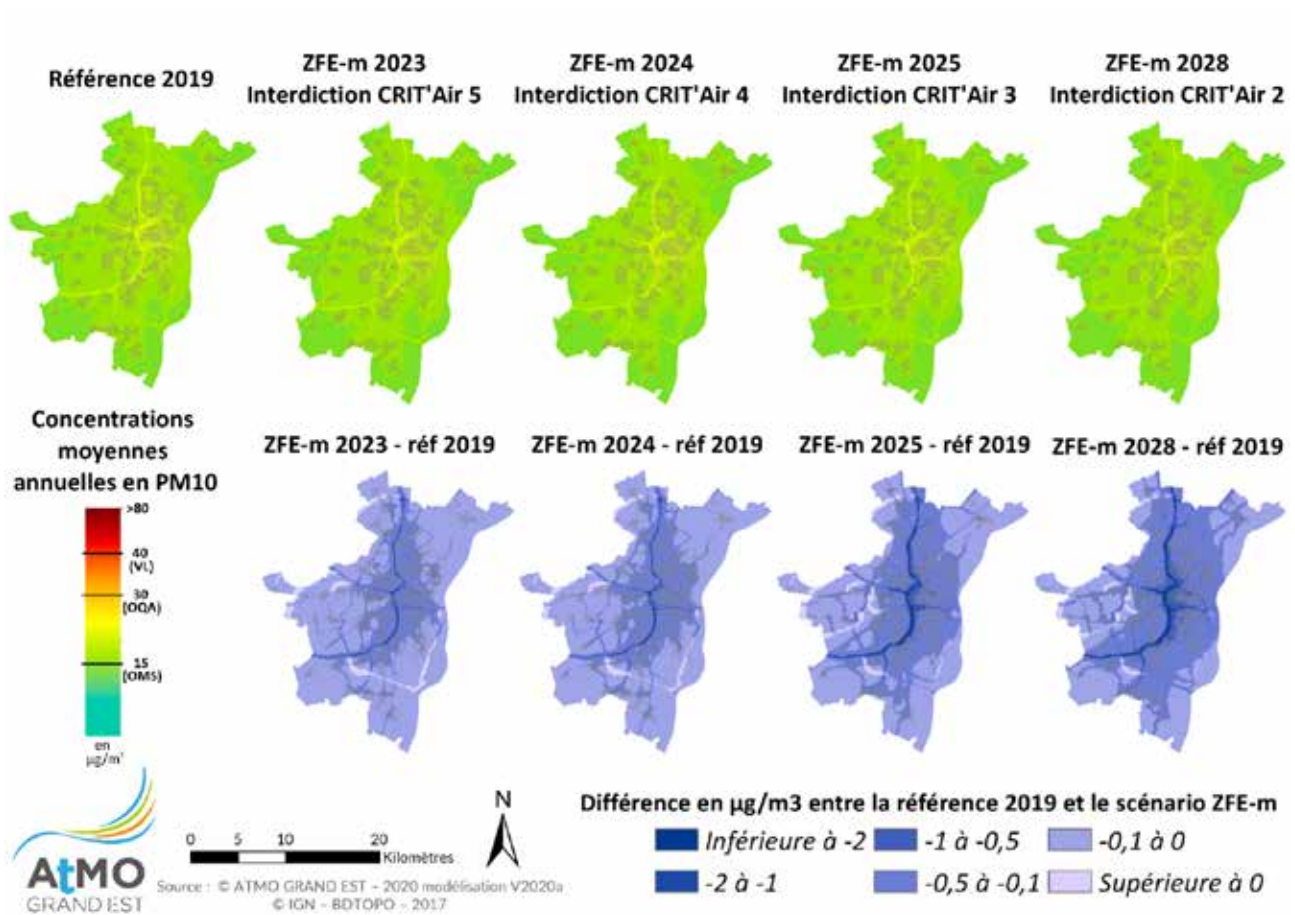 Référence 2019
ZFE-m 2023
Interdiction CRIT'Air 5
ZFE-m 2024
Interdiction CRIT'Air 4
ZFE-m 2025
Interdiction CRIT'Air 3
ZFE-m 2028
Interdiction CRIT'Air 2
Concentrations
moyennes
annuelles en PM10
>80
40
(VL)
30
(OQA)
15
(OMS)
en
µg/m³
ZFE-m 2023 - réf 2019
ZFE-m 2024 - réf 2019
ZFE-m 2025 - réf 2019
ZFE-m 2028 - réf 2019
AtMO
GRAND EST
0 5 10 20
Kilomètres
N
Source : © ATMO GRAND EST - 2020 modélisation V2020a
© IGN - BDTOPO - 2017
Différence en µg/m3 entre la référence 2019 et le scénario ZFE-m
Inférieure à -2
-1 à -0,5
-0,1 à 0
-2 à -1
-0,5 à -0,1
Supérieure à 0